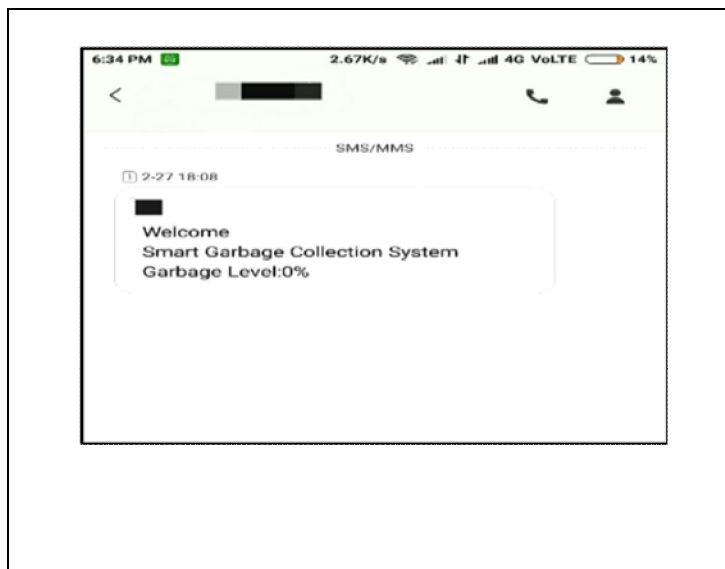 6:34 PM 2.67K/s 4G VoLTE 14%
SMS/MMS
1 2-27 18:08
Welcome
Smart Garbage Collection System
Garbage Level:0%